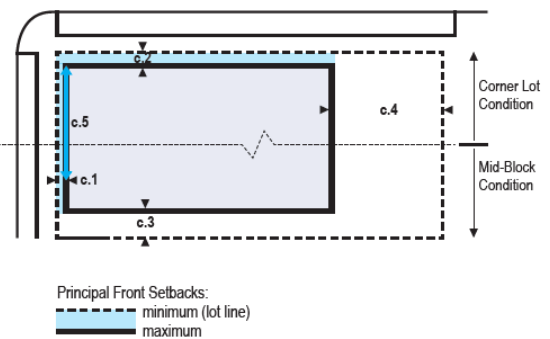 c.2
c.5
c.4
Corner Lot
Condition
c.1
Mid-Block
Condition
c.3
Principal Front Setbacks:
minimum (lot line)
maximum